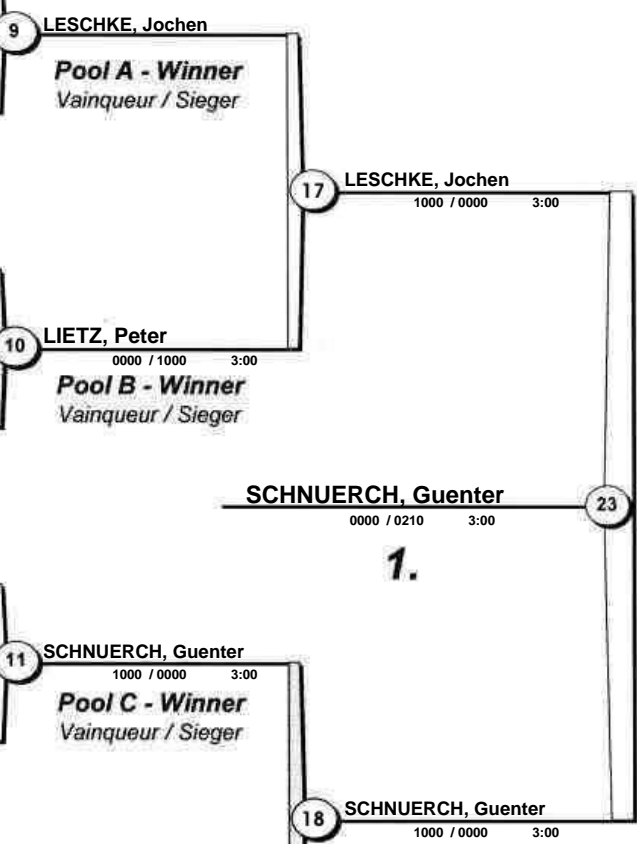 9 LESCHKE, Jochen
Pool A - Winner
Vainqueur / Sieger
17 LESCHKE, Jochen
1000 / 0000 3:00
10 LIETZ, Peter
0000 / 1000 3:00
Pool B - Winner
Vainqueur / Sieger
SCHNUERCH, Guenter 23
0000 / 0210 3:00
1.
11 SCHNUERCH, Guenter
1000 / 0000 3:00
Pool C - Winner
Vainqueur / Sieger
18 SCHNUERCH, Guenter
1000 / 0000 3:00